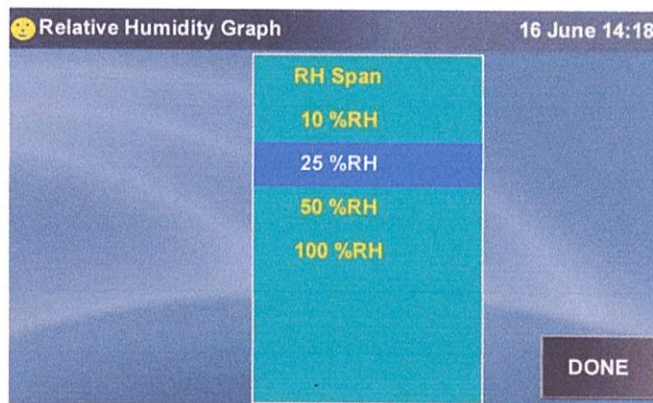 Relative Humidity Graph 16 June 14:18
RH Span
10 %RH
25 %RH
50 %RH
100 %RH
DONE